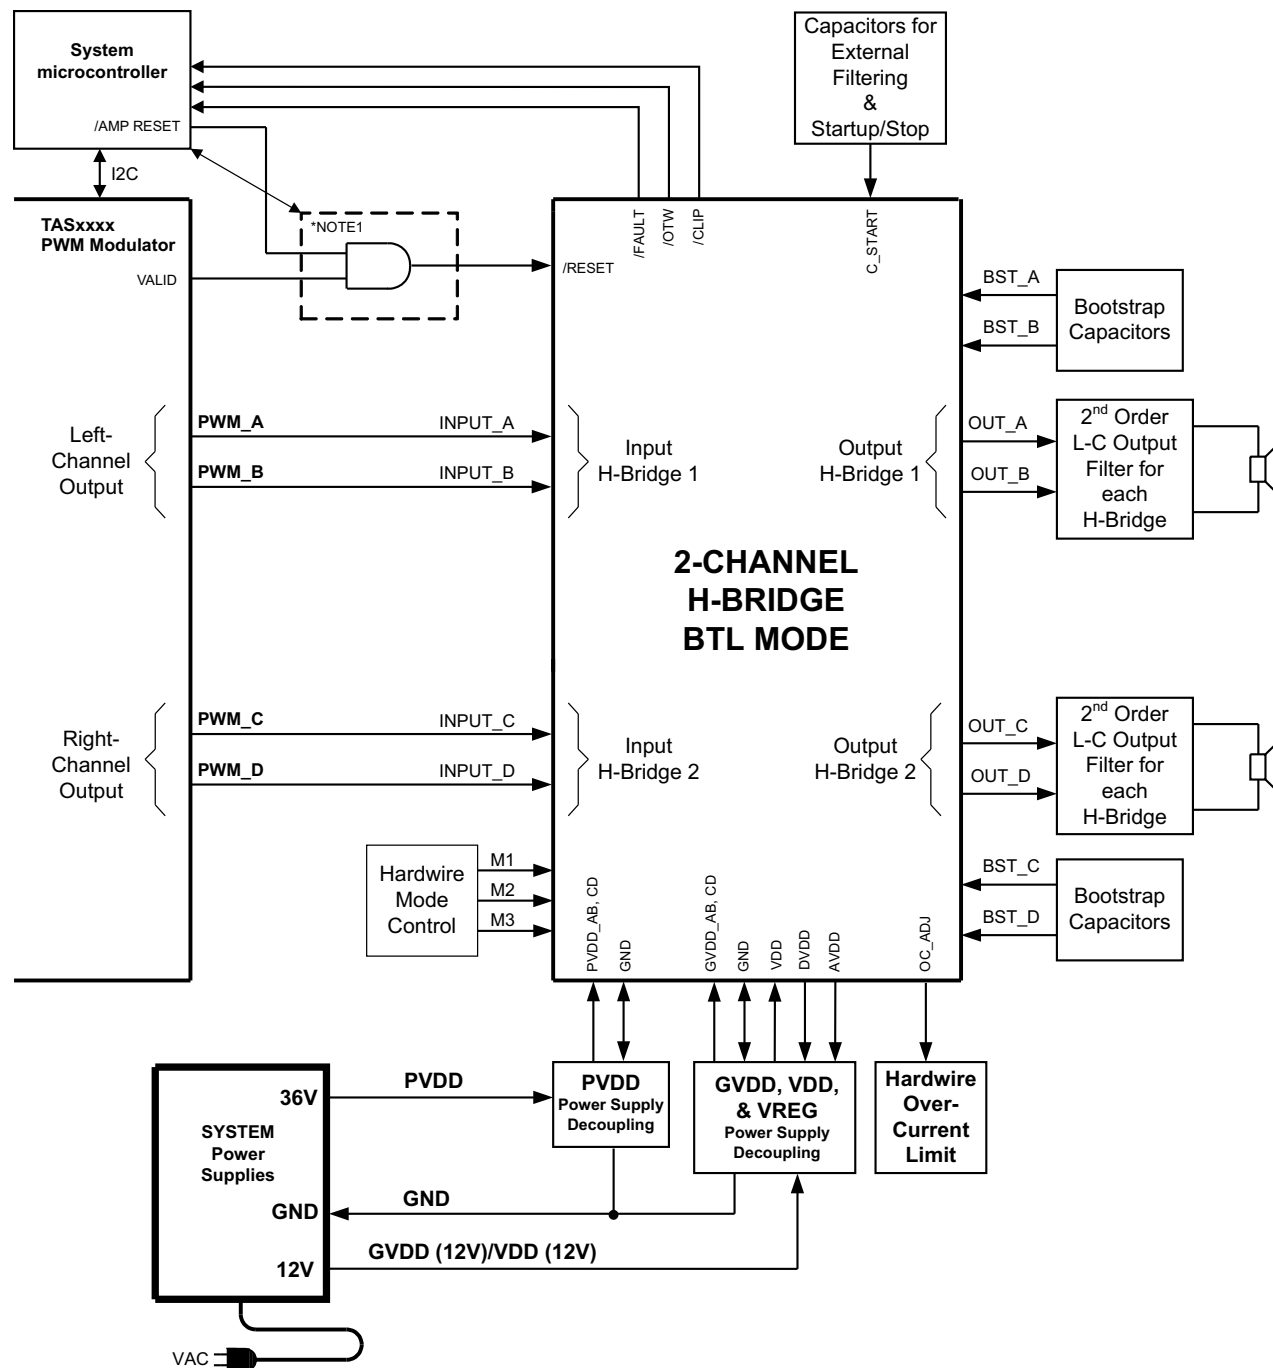 System
microcontroller
/AMP RESET
I2C
Capacitors for
External
Filtering
&
Startup/Stop
TASxxxx
PWM Modulator
VALID
*NOTE1
/RESET
/FAULT
/OTW
/CLIP
C_START
BST_A
BST_B
Bootstrap
Capacitors
Left-
Channel
Output
PWM_A
PWM_B
INPUT_A
INPUT_B
Input
H-Bridge 1
Output
H-Bridge 1
OUT_A
OUT_B
2nd Order
L-C Output
Filter for
each
H-Bridge
2-CHANNEL
H-BRIDGE
BTL MODE
Right-
Channel
Output
PWM_C
PWM_D
INPUT_C
INPUT_D
Input
H-Bridge 2
Output
H-Bridge 2
OUT_C
OUT_D
2nd Order
L-C Output
Filter for
each
H-Bridge
Hardwire
Mode
Control
M1
M2
M3
PVDD_AB, CD
GND
GVDD_AB, CD
GND
VDD
DVDD
AVDD
OC_ADJ
BST_C
BST_D
Bootstrap
Capacitors
36V
SYSTEM
Power
Supplies
GND
12V
PVDD
GND
GVDD (12V)/VDD (12V)
PVDD
Power Supply
Decoupling
GVDD, VDD,
& VREG
Power Supply
Decoupling
Hardwire
Over-
Current
Limit
VAC